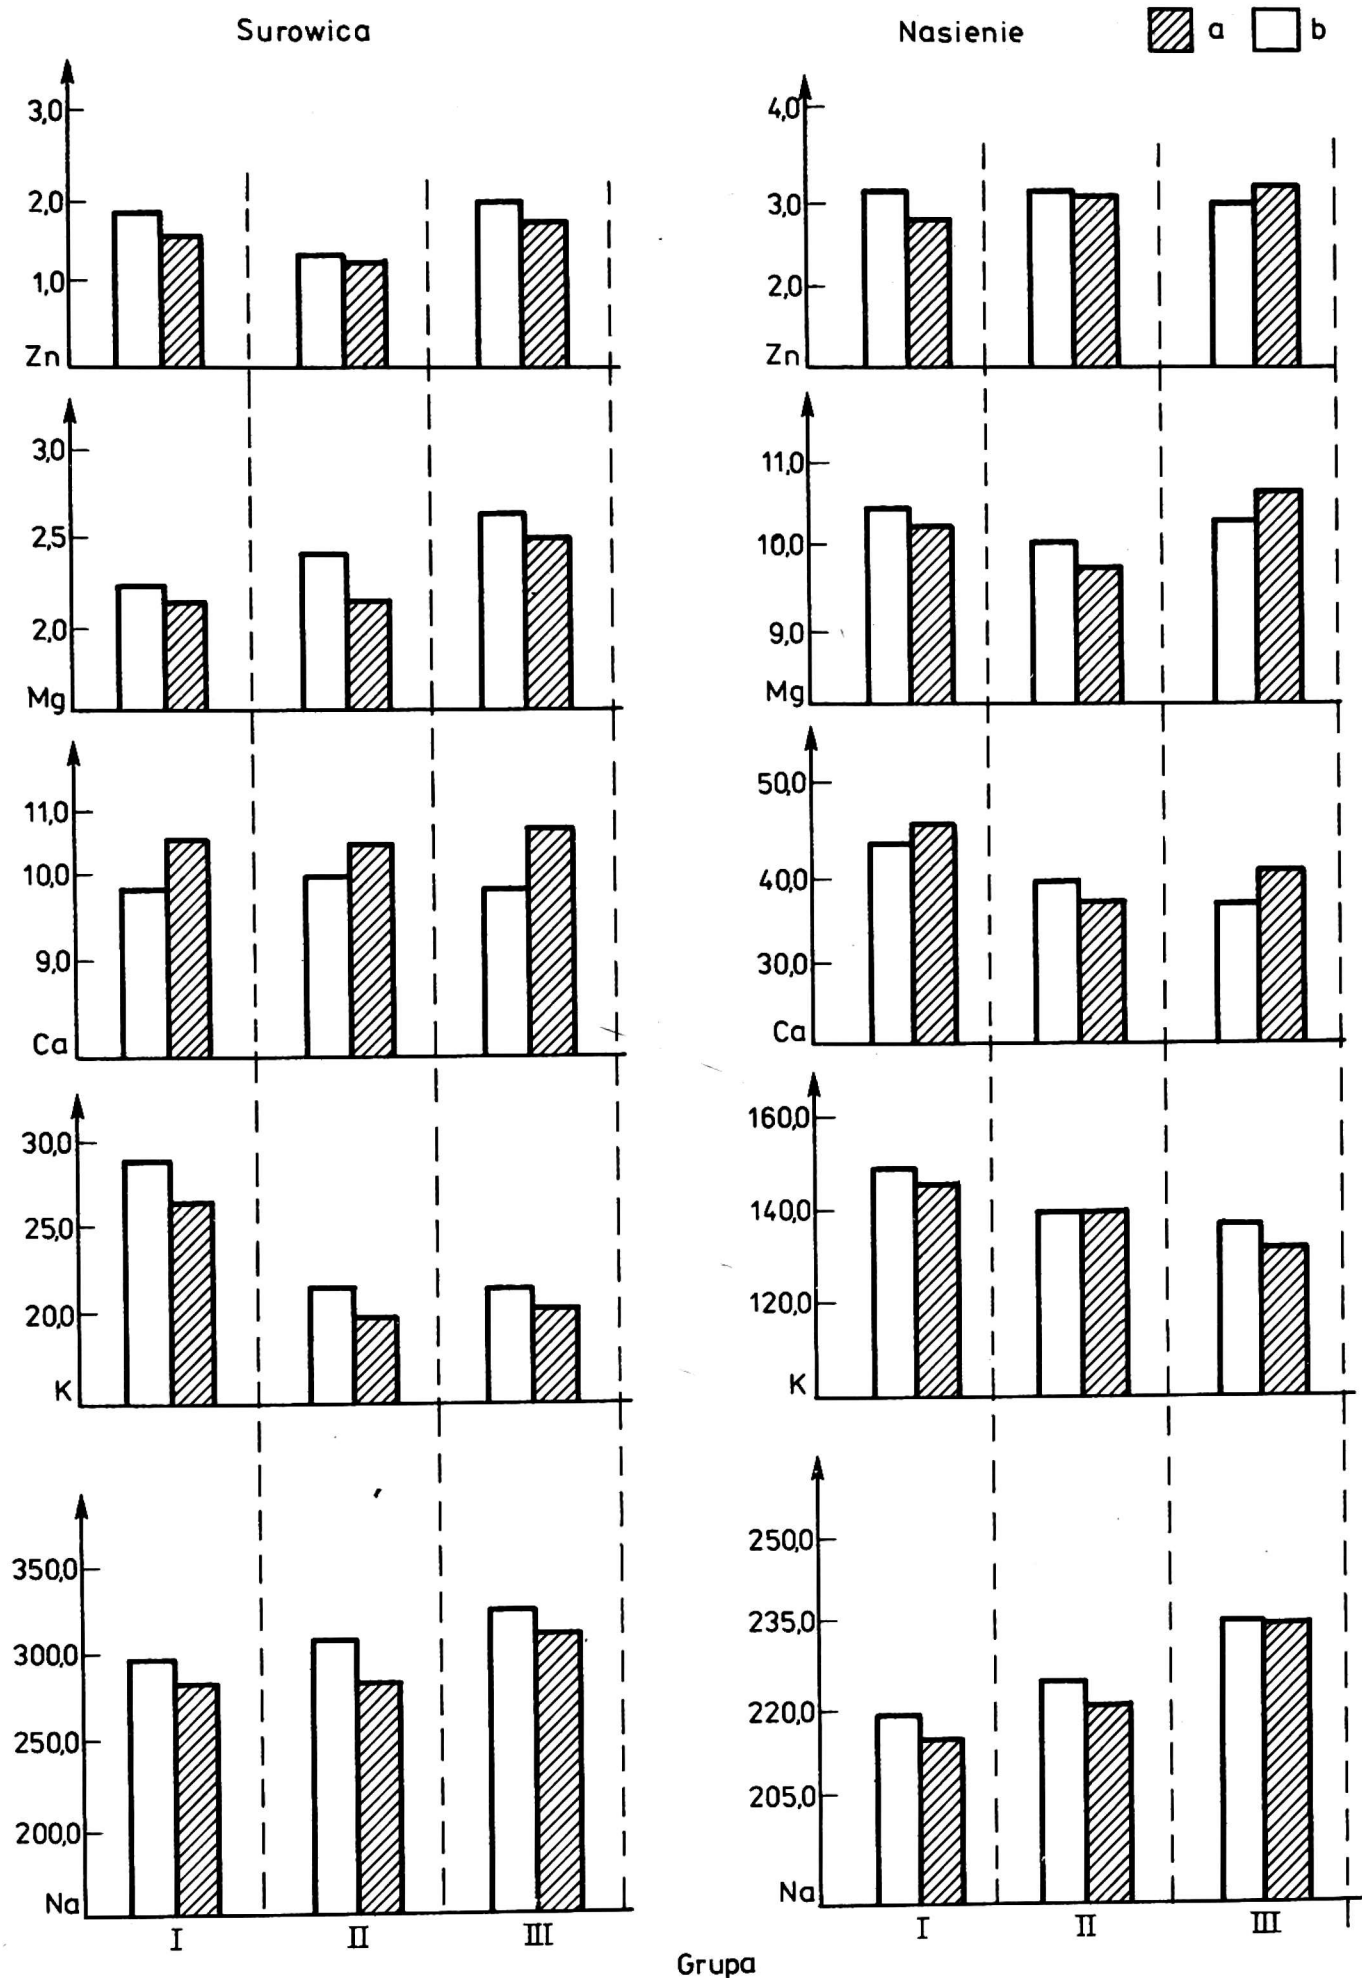 Surowica
Nasienie
a
b
3,0
2,0
1,0
Zn
4,0
3,0
2,0
Zn
3,0
2,5
2,0
Mg
11,0
10,0
9,0
Mg
11,0
10,0
9,0
Ca
50,0
40,0
30,0
Ca
30,0
25,0
20,0
K
160,0
140,0
120,0
K
350,0
300,0
250,0
200,0
Na
250,0
235,0
220,0
205,0
Na
I
II
III
I
II
III
Grupa